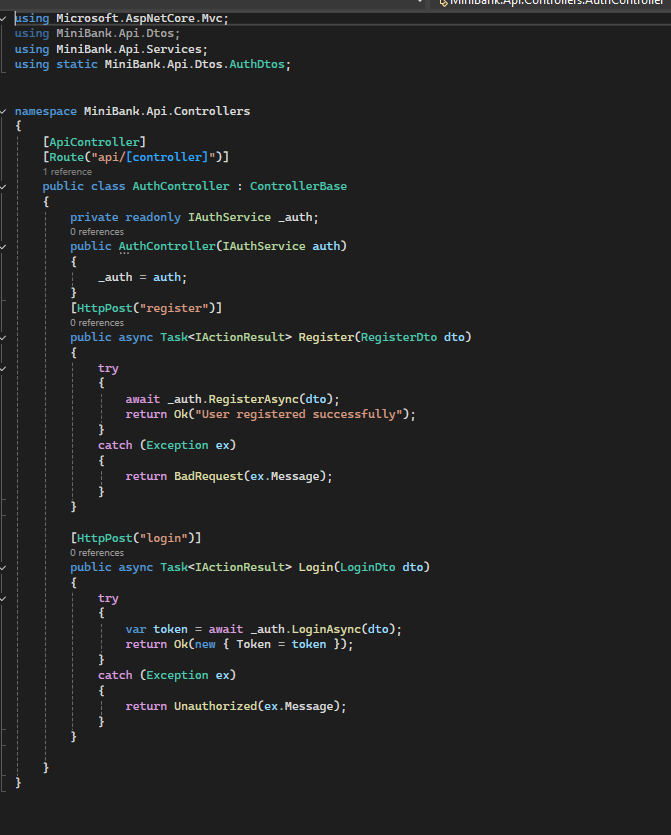 MiniBank.Api.Controllers.AuthController
using Microsoft.AspNetCore.Mvc;
using MiniBank.Api.Dtos;
using MiniBank.Api.Services;
using static MiniBank.Api.Dtos.AuthDtos;
namespace MiniBank.Api.Controllers
{
[ApiController]
[Route("api/[controller]")]
1 reference
public class AuthController : ControllerBase
{
private readonly IAuthService _auth;
0 references
public AuthController(IAuthService auth)
{
_auth = auth;
}
[HttpPost("register")]
0 references
public async Task<IActionResult> Register(RegisterDto dto)
{
try
{
await _auth.RegisterAsync(dto);
return Ok("User registered successfully");
}
catch (Exception ex)
{
return BadRequest(ex.Message);
}
}
[HttpPost("login")]
0 references
public async Task<IActionResult> Login(LoginDto dto)
{
try
{
var token = await _auth.LoginAsync(dto);
return Ok(new { Token = token });
}
catch (Exception ex)
{
return Unauthorized(ex.Message);
}
}
}
}